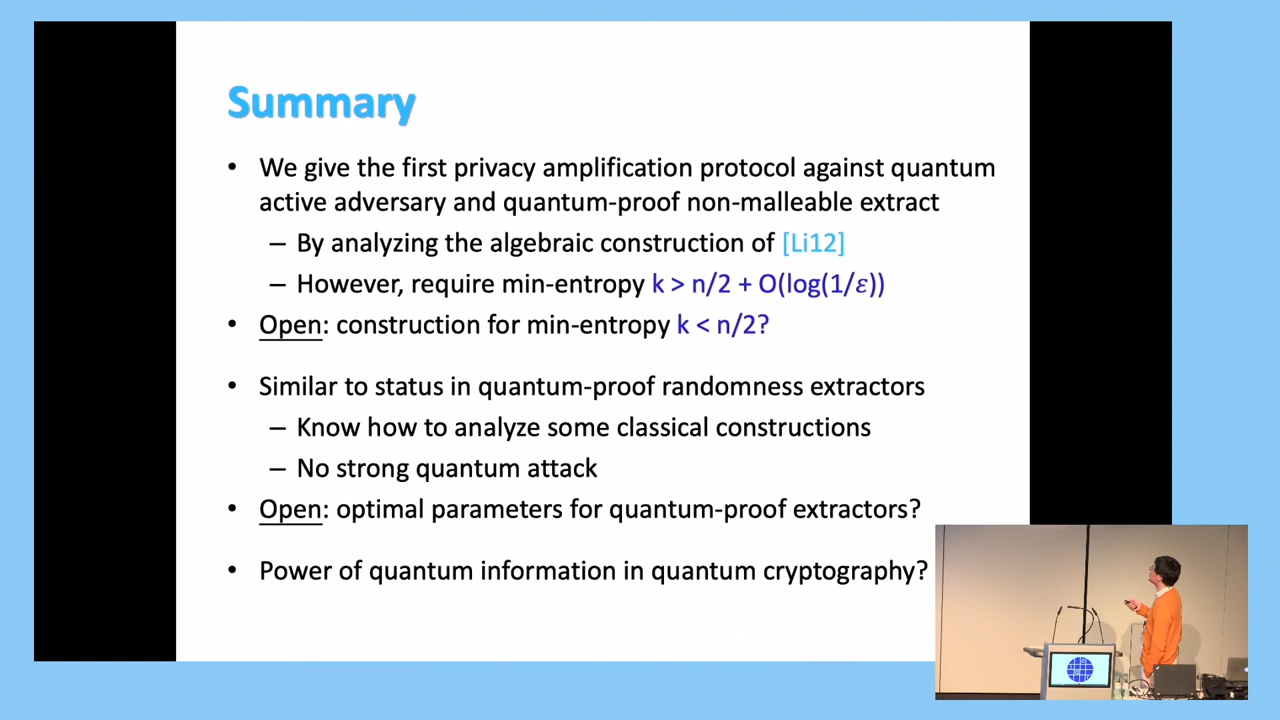 Summary
• We give the first privacy amplification protocol against quantum
active adversary and quantum-proof non-malleable extract
– By analyzing the algebraic construction of [Li12]
– However, require min-entropy k > n/2 + O(log(1/ε))
• Open: construction for min-entropy k < n/2?
• Similar to status in quantum-proof randomness extractors
– Know how to analyze some classical constructions
– No strong quantum attack
• Open: optimal parameters for quantum-proof extractors?
• Power of quantum information in quantum cryptography?